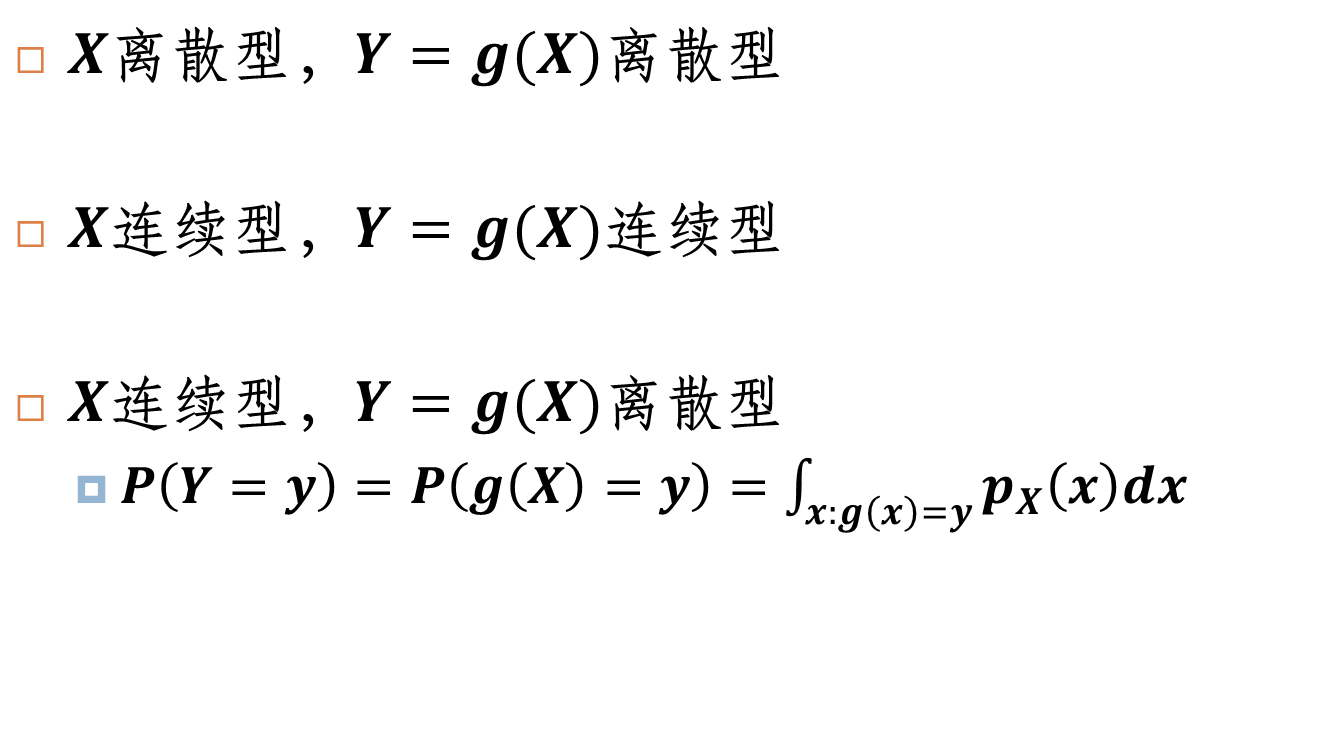 X离散型，Y = g(X)离散型
X连续型，Y = g(X)连续型
X连续型，Y = g(X)离散型
P(Y = y) = P(g(X) = y) = ∫_{x:g(x)=y} p_X(x)dx